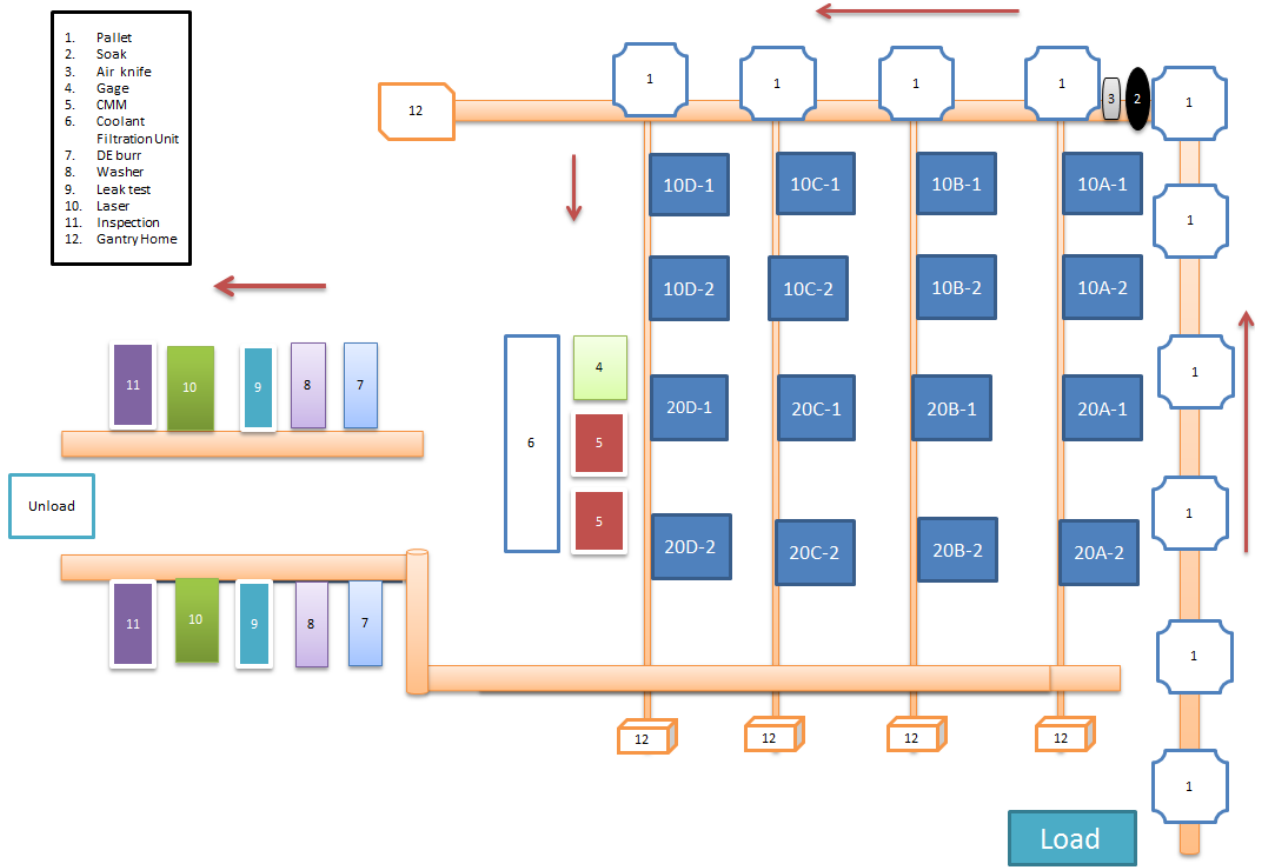 1. Pallet
2. Soak
3. Air knife
4. Gage
5. CMM
6. Coolant
Filtration Unit
7. DE burr
8. Washer
9. Leak test
10. Laser
11. Inspection
12. Gantry Home
12
1
1
1
1
3
2
1
10D-1
10C-1
10B-1
10A-1
1
10D-2
10C-2
10B-2
10A-2
11
10
9
8
7
6
4
5
5
20D-1
20C-1
20B-1
20A-1
1
Unload
20D-2
20C-2
20B-2
20A-2
1
11
10
9
8
7
1
12
12
12
12
1
Load